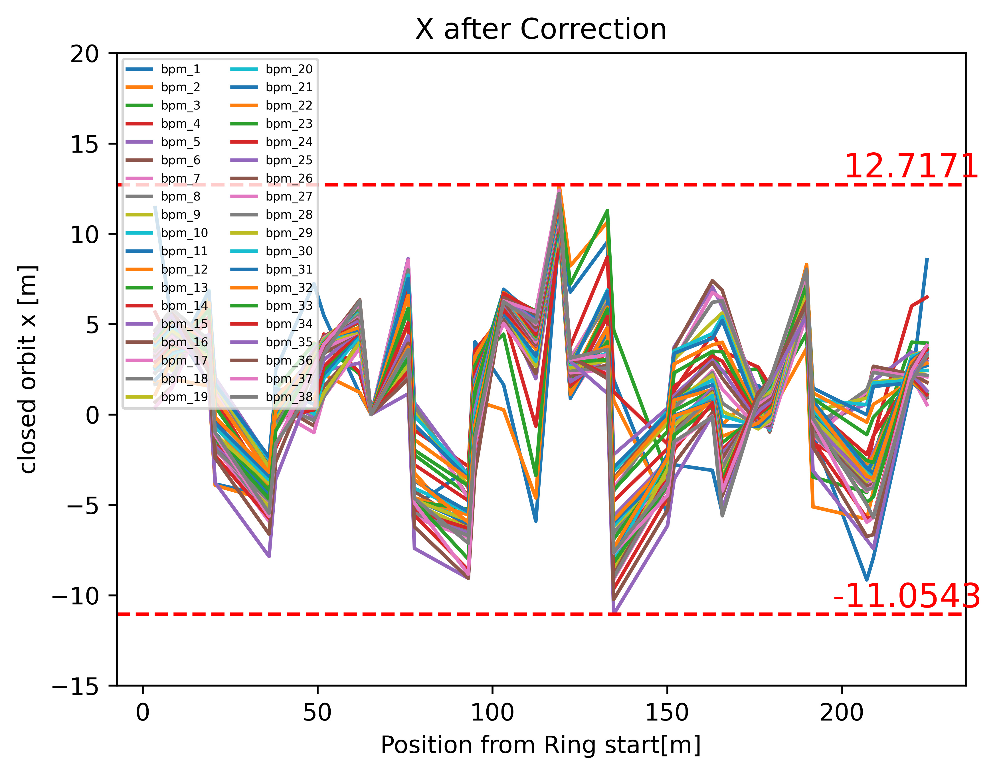 X after Correction
20
15
10
5
0
−5
−10
−15
closed orbit x [m]
bpm_1
bpm_2
bpm_3
bpm_4
bpm_5
bpm_6
bpm_7
bpm_8
bpm_9
bpm_10
bpm_11
bpm_12
bpm_13
bpm_14
bpm_15
bpm_16
bpm_17
bpm_18
bpm_19
bpm_20
bpm_21
bpm_22
bpm_23
bpm_24
bpm_25
bpm_26
bpm_27
bpm_28
bpm_29
bpm_30
bpm_31
bpm_32
bpm_33
bpm_34
bpm_35
bpm_36
bpm_37
bpm_38
12.7171
-11.0543
0 50 100 150 200
Position from Ring start[m]